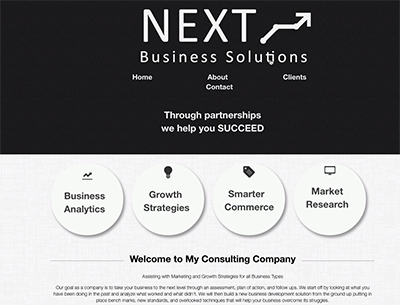 NEXT
Business Solutions
Home About Clients
Contact
Through partnerships
we help you SUCCEED
Business
Analytics
Growth
Strategies
Smarter
Commerce
Market
Research
Welcome to My Consulting Company
Assisting with Marketing and Growth Strategies for all Business Types
Our goal as a company is to take your business to the next level through an assessment, plan of action, and follow ups. We start off by looking at what you
have been doing in the past and analyze what worked and what didn't. We will then build a new business development solution from the ground up putting in
place bench marks, new standards, and overlooked techniques that will help your business overcome its struggles.